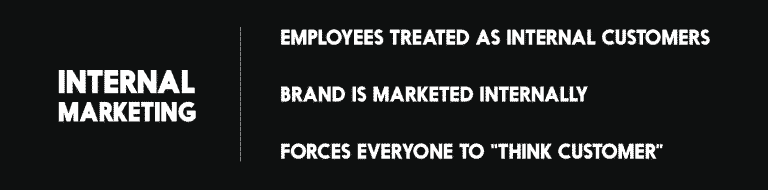 INTERNAL
MARKETING
EMPLOYEES TREATED AS INTERNAL CUSTOMERS
BRAND IS MARKETED INTERNALLY
FORCES EVERYONE TO "THINK CUSTOMER"